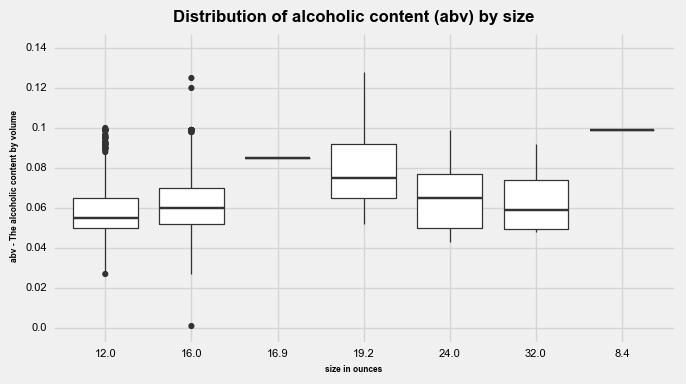 Distribution of alcoholic content (abv) by size
abv - The alcoholic content by volume
0.14
0.12
0.1
0.08
0.06
0.04
0.02
0.0
12.0 16.0 16.9 19.2 24.0 32.0 8.4
size in ounces